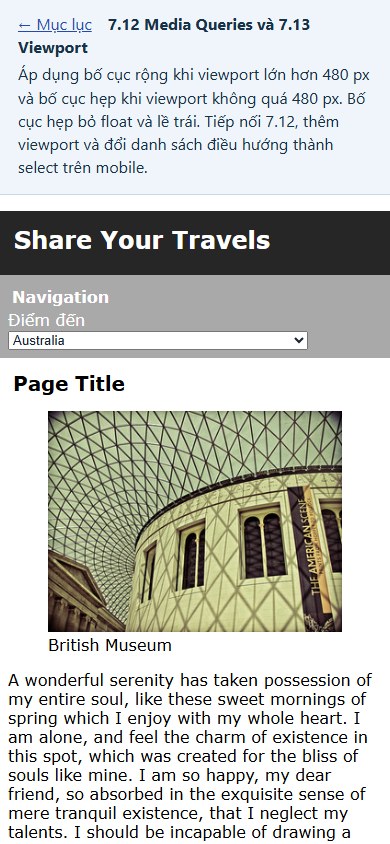 ← Mục lục 7.12 Media Queries và 7.13
Viewport
Áp dụng bố cục rộng khi viewport lớn hơn 480 px
và bố cục hẹp khi viewport không quá 480 px. Bố
cục hẹp bỏ float và lề trái. Tiếp nối 7.12, thêm
viewport và đổi danh sách điều hướng thành
select trên mobile.
Share Your Travels
Navigation
Điểm đến
Australia
Page Title
THE AMERICAN SCENE
British Museum
A wonderful serenity has taken possession of
my entire soul, like these sweet mornings of
spring which I enjoy with my whole heart. I
am alone, and feel the charm of existence in
this spot, which was created for the bliss of
souls like mine. I am so happy, my dear
friend, so absorbed in the exquisite sense of
mere tranquil existence, that I neglect my
talents. I should be incapable of drawing a